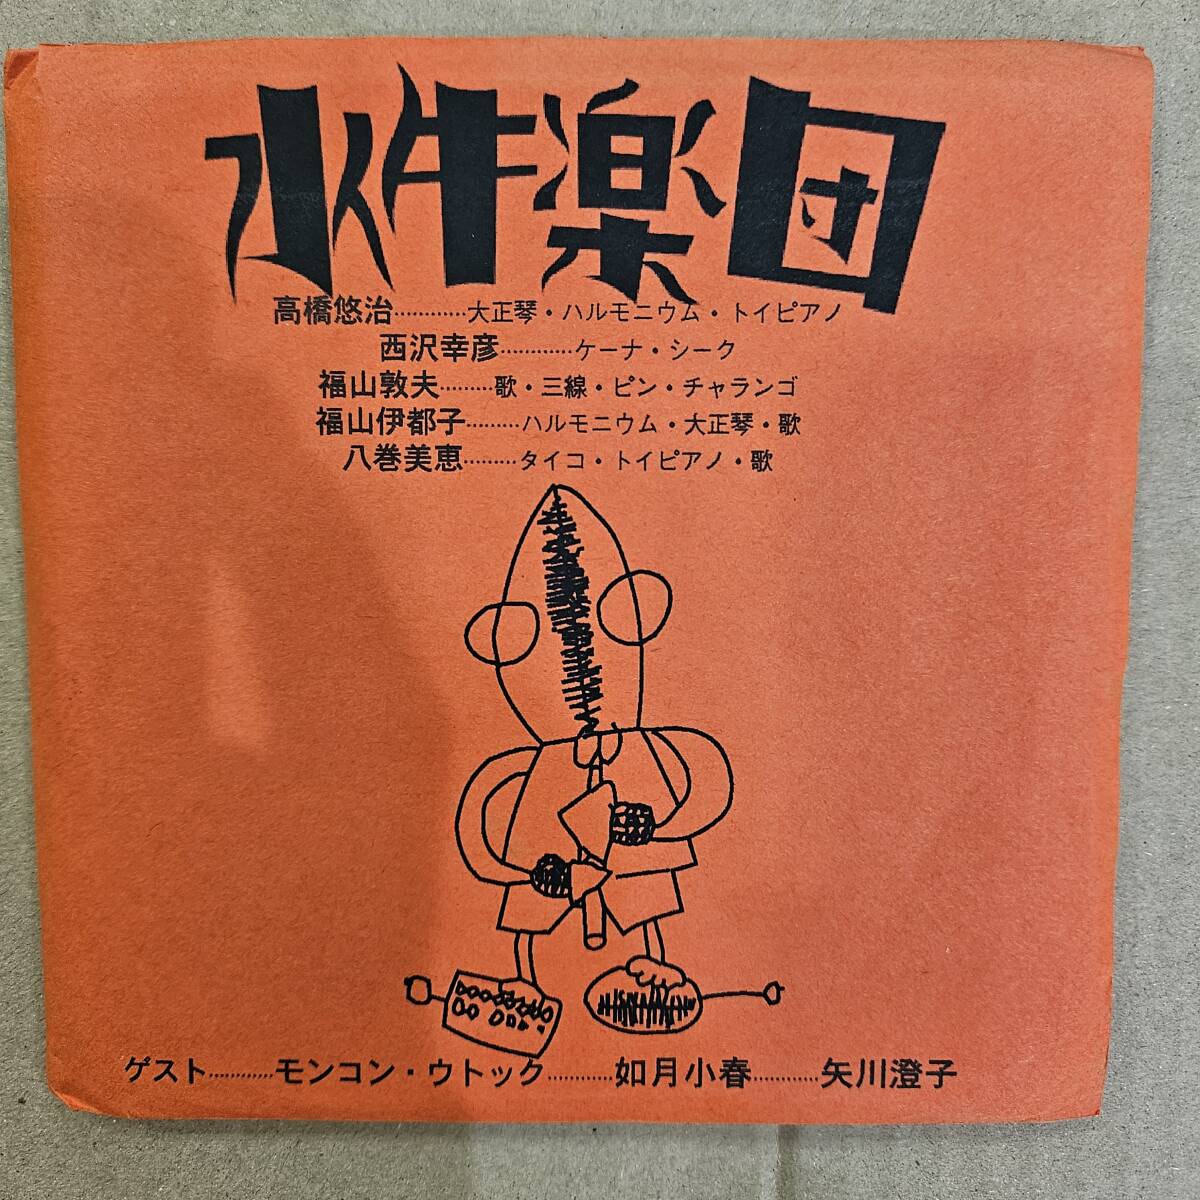 水牛楽団
高橋悠治…………大正琴・ハルモニウム・トイピアノ
西沢幸彦…………ケーナ・シーク
福山敦夫………歌・三線・ピン・チャランゴ
福山伊都子………ハルモニウム・大正琴・歌
八巻美恵………タイコ・トイピアノ・歌
ゲスト…………モンコン・ウトック…………如月小春…………矢川澄子